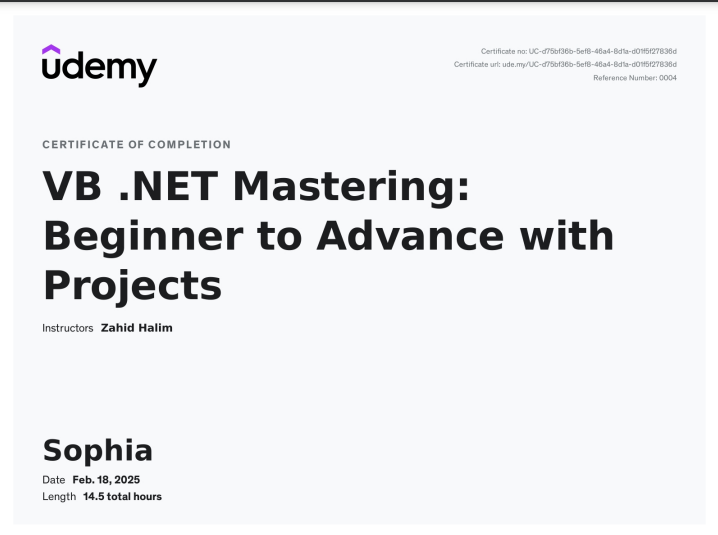 udemy
Certificate no: UC-d75bf36b-5ef8-46a4-8d1a-d01f5f27836d
Certificate url: ude.my/UC-d75bf36b-5ef8-46a4-8d1a-d01f5f27836d
Reference Number: 0004
CERTIFICATE OF COMPLETION
VB .NET Mastering:
Beginner to Advance with
Projects
Instructors Zahid Halim
Sophia
Date Feb. 18, 2025
Length 14.5 total hours